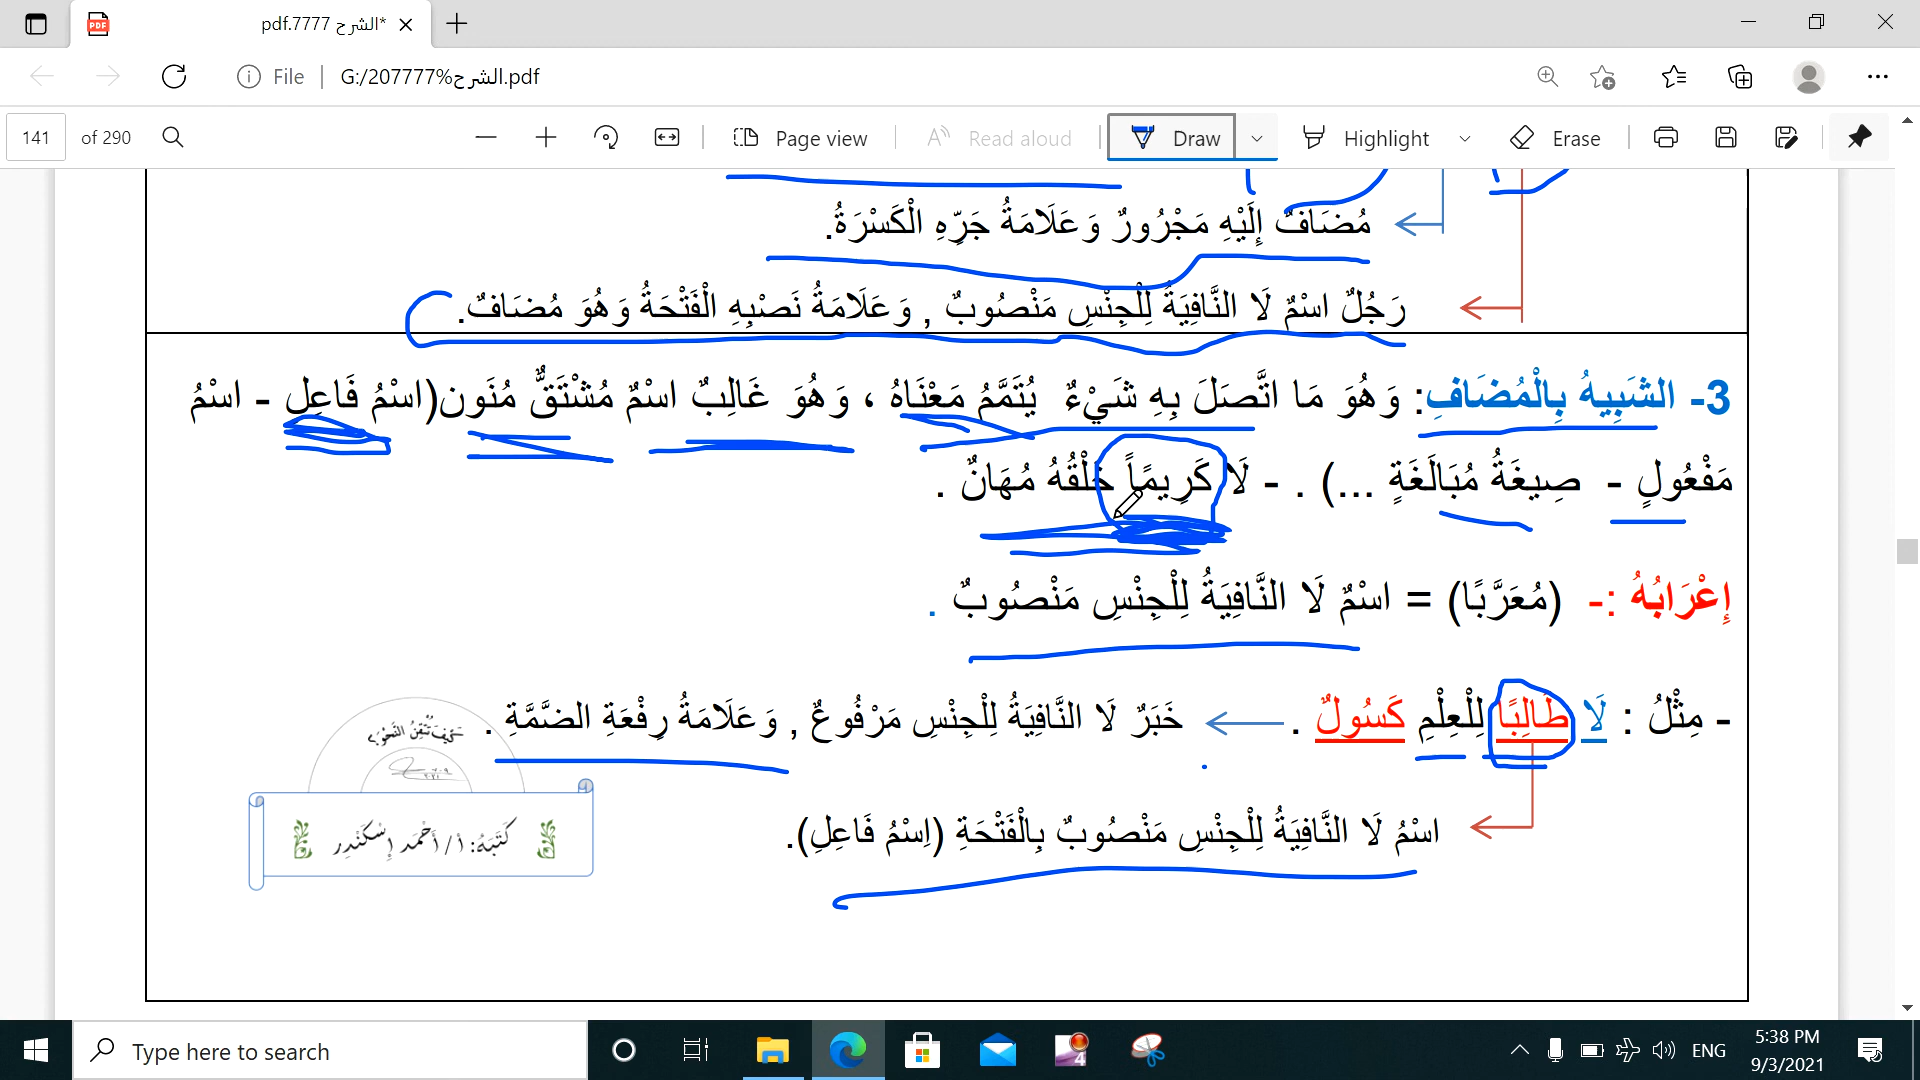 الشرح 7777.pdf*
File
G:/207777%الشرح.pdf
141 of 290
Page view
Read aloud
Draw
Highlight
Erase
مُضَافٌ إِلَيْهِ مَجْرُورٌ وَعَلَامَةُ جَرِّهِ الْكَسْرَةُ.
رَجُلٌ اسْمٌ لَا النَّافِيَةُ لِلْجِنْسِ مَنْصُوبٌ , وَعَلَامَةُ نَصْبِهِ الْفَتْحَةُ وَهُوَ مُضَافٌ.
3- الشَبِيهُ بِالْمُضَافِ: وَهُوَ مَا اتَّصَلَ بِهِ شَيْءٌ يُتَمَّمُ مَعْنَاهُ ، وَهُوَ غَالِبٌ اسْمٌ مُشْتَقٌّ مُنَون(اسْمُ فَاعِلِ - اسْمُ
مَفْعُولٍ - صِيغَةُ مُبَالَغَةٍ ...) . - لَا كَرِيمًاً خَلْقُهُ مُهَانٌ .
إِعْرَابُهُ :- (مُعَرَّبًا) = اسْمٌ لَا النَّافِيَةُ لِلْجِنْسِ مَنْصُوبٌ .
- مِثْلُ : لَا طَالِبًا لِلْعِلْمِ كَسُولٌ . خَبَرٌ لَا النَّافِيَةُ لِلْجِنْسِ مَرْفُوعٌ , وَعَلَامَةُ رِفْعَةِ الضَّمَّةِ .
كَيْفَ تُتْقِنُ النَّحْوَ؟
اسْمُ لَا النَّافِيَةُ لِلْجِنْسِ مَنْصُوبٌ بِالْفَتْحَةِ (اِسْمُ فَاعِلِ).
كَتَبَهُ: أ/ أَحْمَد إِسْكَنْدِر
Type here to search
4
ENG
5:38 PM
9/3/2021